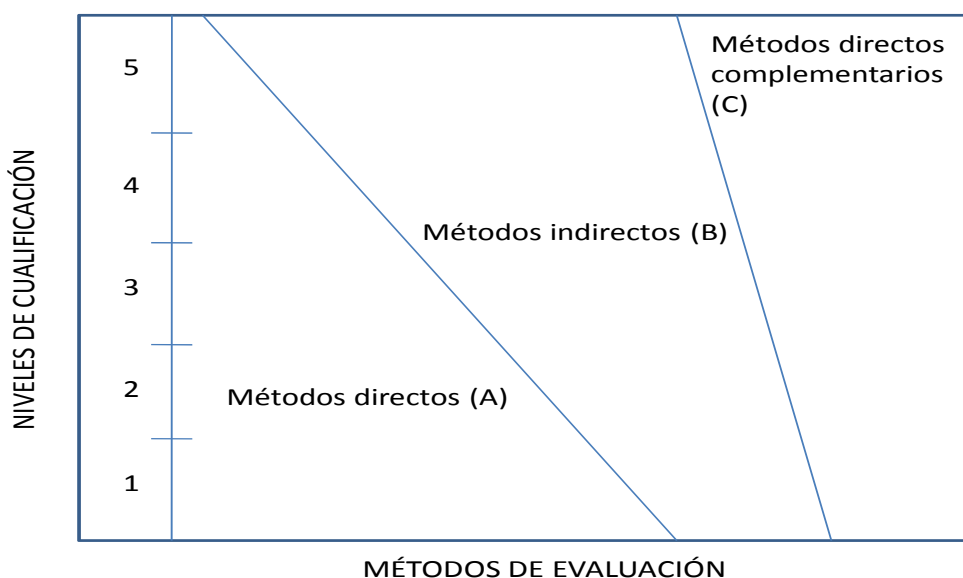 Métodos directos
complementarios
(C)
5
4
Métodos indirectos (B)
3
2
Métodos directos (A)
1
NIVELES DE CUALIFICACIÓN
MÉTODOS DE EVALUACIÓN